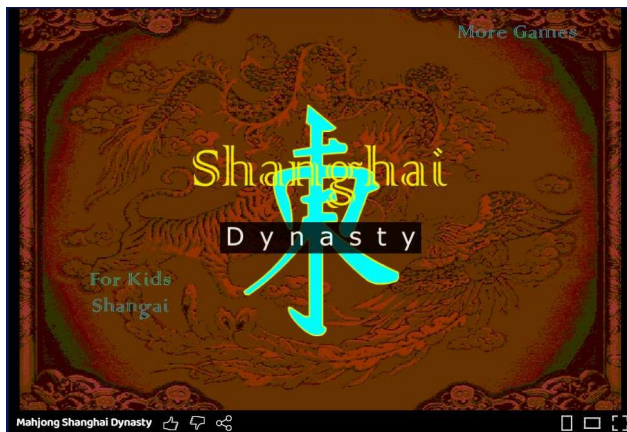 More Games
Shanghai
東
Dynasty
For Kids
Shangai
Mahjong Shanghai Dynasty